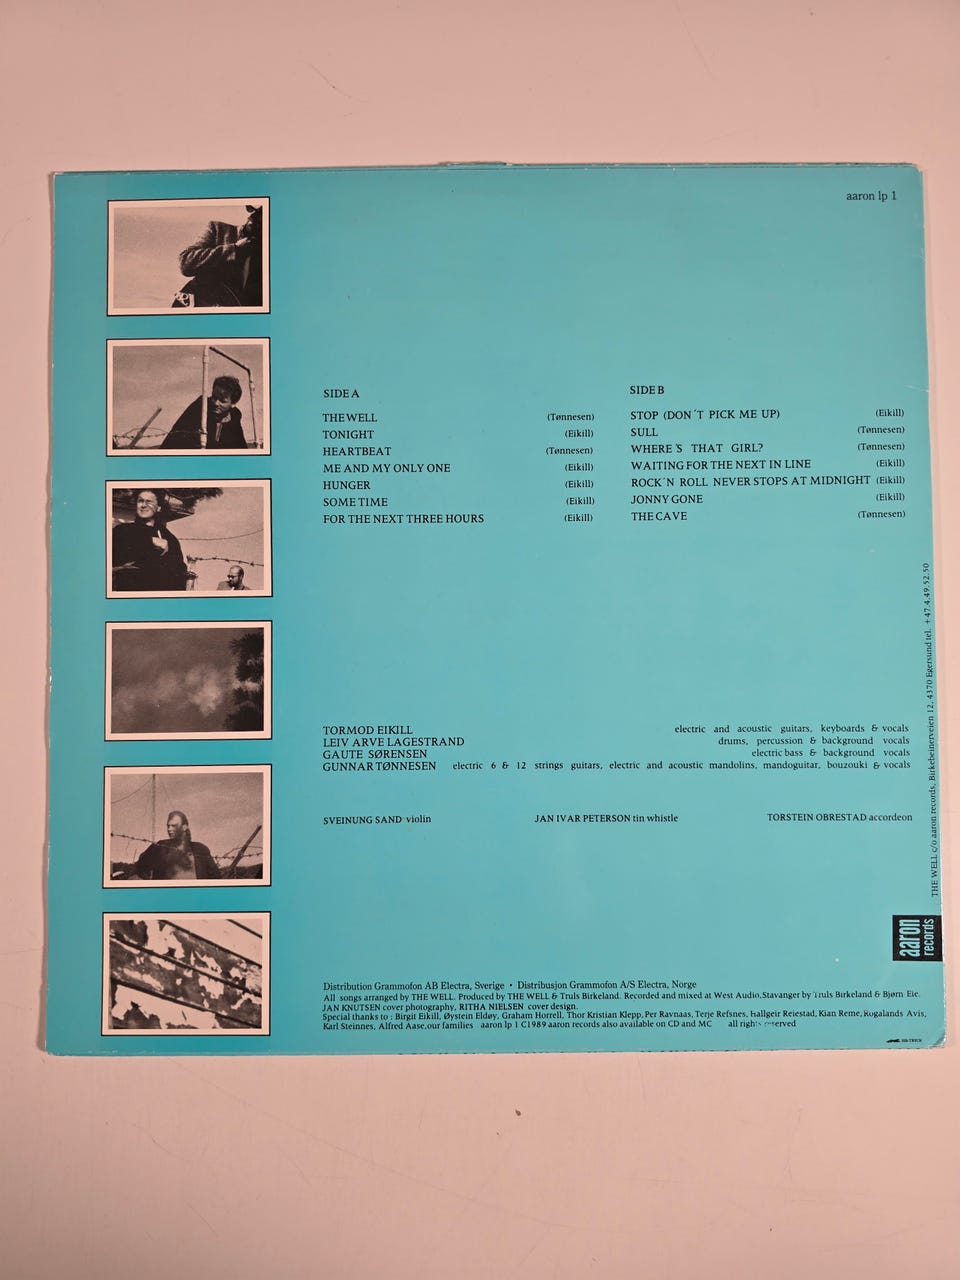 aaron lp 1
SIDE A
THE WELL (Tønnesen)
TONIGHT (Eikill)
HEARTBEAT (Tønnesen)
ME AND MY ONLY ONE (Eikill)
HUNGER (Eikill)
SOME TIME (Eikill)
FOR THE NEXT THREE HOURS (Eikill)
SIDE B
STOP (DON´T PICK ME UP) (Eikill)
SULL (Tønnesen)
WHERE´S THAT GIRL? (Tønnesen)
WAITING FOR THE NEXT IN LINE (Eikill)
ROCK´N ROLL NEVER STOPS AT MIDNIGHT (Eikill)
JONNY GONE (Eikill)
THE CAVE (Tønnesen)
TORMOD EIKILL electric and acoustic guitars, keyboards & vocals
LEIV ARVE LAGESTRAND drums, percussion & background vocals
GAUTE SØRENSEN electric bass & background vocals
GUNNAR TØNNESEN electric 6 & 12 strings guitars, electric and acoustic mandolins, mandoguitar, bouzouki & vocals
SVEINUNG SAND violin JAN IVAR PETERSON tin whistle TORSTEIN OBRESTAD accordeon
THE WELL c/o aaron records, Birkebeinerveien 12, 4370 Egersund tel. +47.4.49.52.50
aaron
records
Distribution Grammofon AB Electra, Sverige • Distribusjon Grammofon A/S Electra, Norge
All songs arranged by THE WELL. Produced by THE WELL & Truls Birkeland. Recorded and mixed at West Audio, Stavanger by Truls Birkeland & Bjørn Eie.
JAN KNUTSEN cover photography, RITHA NIELSEN cover design.
Special thanks to : Birgit Eikill, Øystein Eldøy, Graham Horrell, Thor Kristian Klepp, Per Ravnaas, Terje Refsnes, Hallgeir Reiestad, Kian Reme, Rogalands Avis,
Karl Steinnes, Alfred Aase, our families aaron lp 1 C1989 aaron records also available on CD and MC all rights reserved